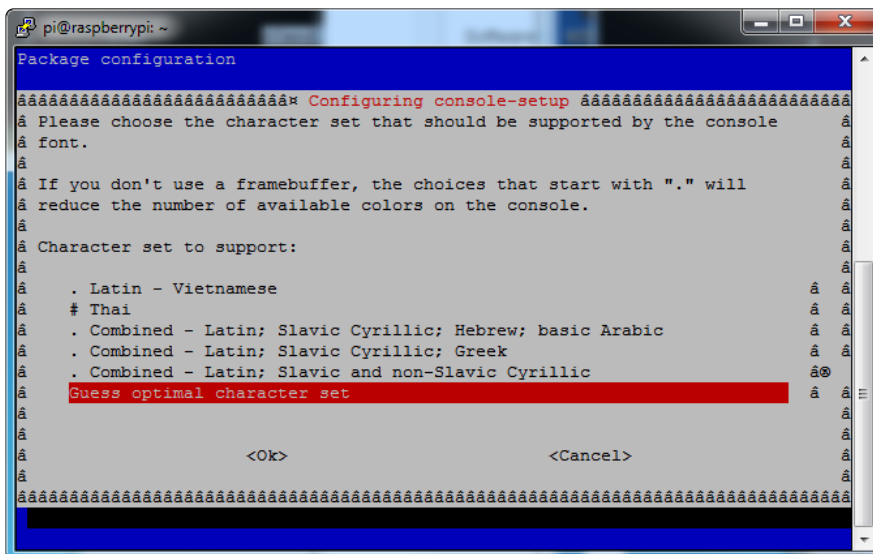 pi@raspberrypi: ~
Package configuration
ââââââââââââââââââââââââââ¤ Configuring console-setup ââââââââââââââââââââââââââ
â Please choose the character set that should be supported by the console â
â font. â
â â
â If you don't use a framebuffer, the choices that start with "." will â
â reduce the number of available colors on the console. â
â â
â Character set to support: â
â â
â . Latin - Vietnamese â â
â # Thai â â
â . Combined - Latin; Slavic Cyrillic; Hebrew; basic Arabic â â
â . Combined - Latin; Slavic Cyrillic; Greek â â
â . Combined - Latin; Slavic and non-Slavic Cyrillic â®
â Guess optimal character set â â
â â
â â
â <Ok> <Cancel> â
â â
ââââââââââââââââââââââââââââââââââââââââââââââââââââââââââââââââââââââââââââââââ